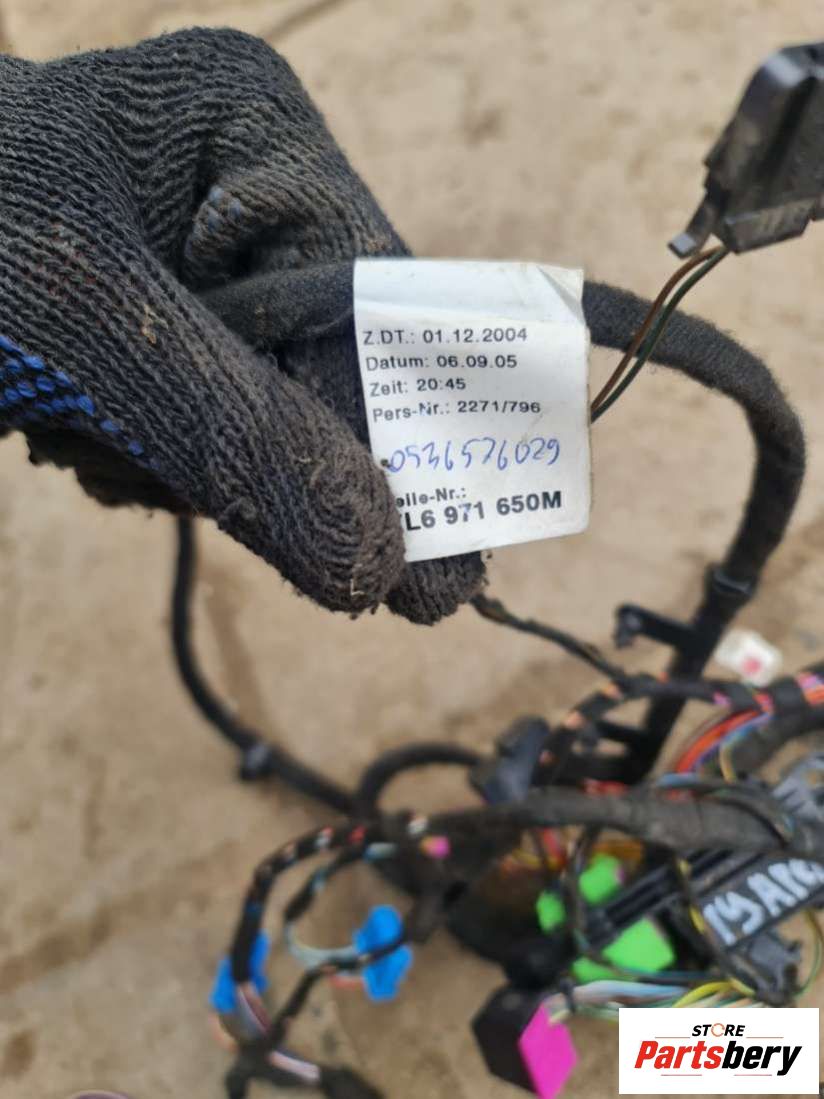 Z.DT.: 01.12.2004
Datum: 06.09.05
Zeit: 20:45
Pers-Nr.: 2271/796
0536576029
eile-Nr.:
L6 971 650M
STORE
Partsbery